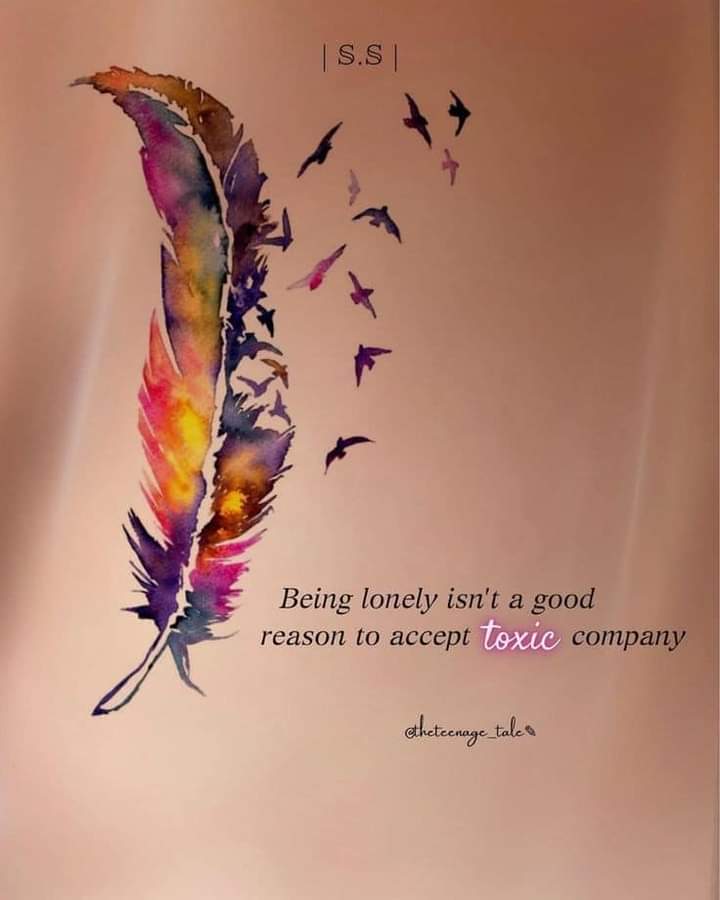 | S.S |
Being lonely isn't a good
reason to accept toxic company
@theteenage_tale✎